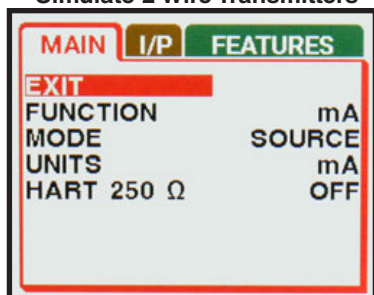 Simulate 2 Wire Transmitters
MAIN I/P FEATURES
EXIT
FUNCTION mA
MODE SOURCE
UNITS mA
HART 250 Ω OFF